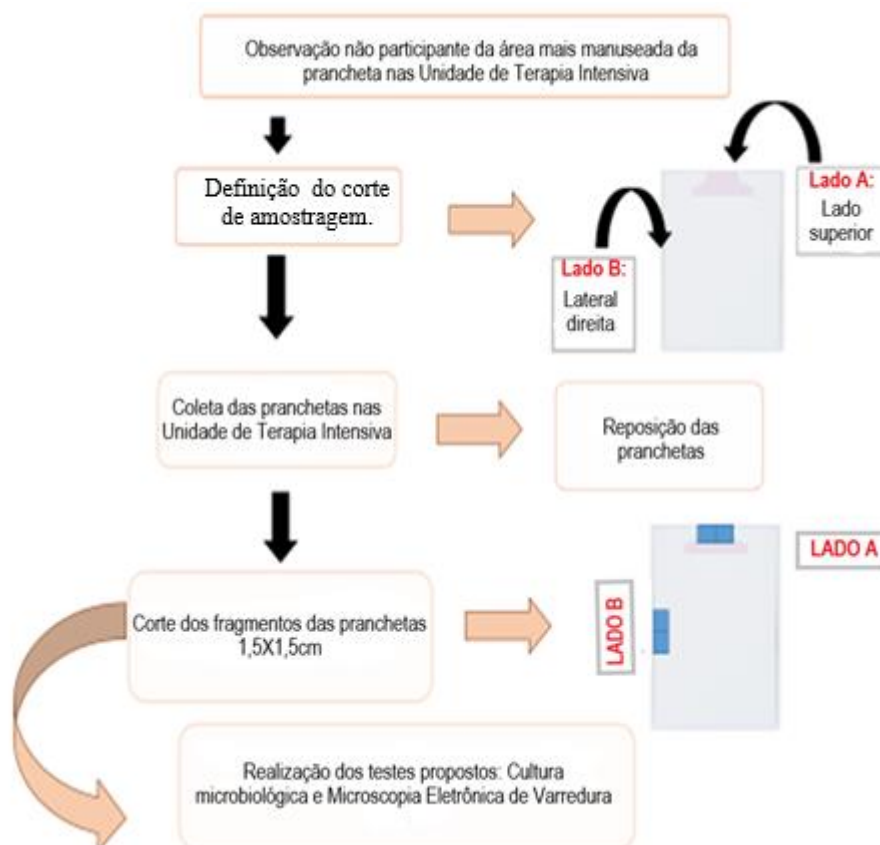 Observação não participante da área mais manuseada da
prancheta nas Unidade de Terapia Intensiva
Definição do corte
de amostragem.
Lado A:
Lado
superior
Lado B:
Lateral
direita
Coleta das pranchetas nas
Unidade de Terapia Intensiva
Reposição das
pranchetas
LADO A
LADO B
Corte dos fragmentos das pranchetas
1,5X1,5cm
Realização dos testes propostos: Cultura
microbiológica e Microscopia Eletrônica de Varredura